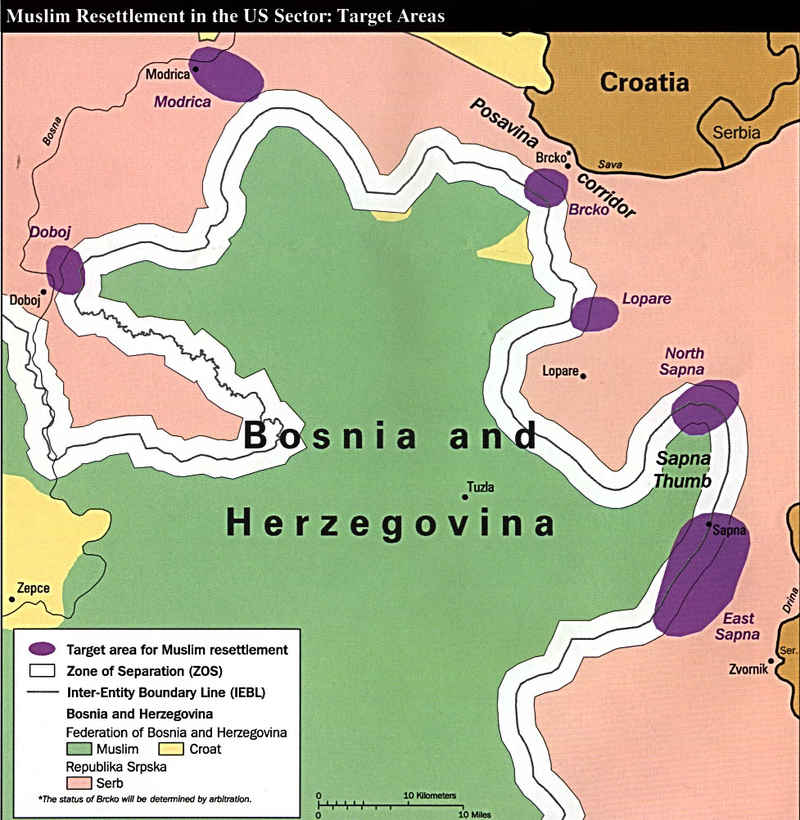 Muslim Resettlement in the US Sector: Target Areas
Modrica
Modrica
Bosna
Croatia
Serbia
Posavina
corridor
Brcko*
Sava
Brcko
Doboj
Doboj
Lopare
Lopare
North
Sapna
Bosnia and
Herzegovina
Sapna
Thumb
Tuzla
Sapna
Zepce
East
Sapna
Drina
Ser.
Zvornik
Target area for Muslim resettlement
Zone of Separation (ZOS)
Inter-Entity Boundary Line (IEBL)
Bosnia and Herzegovina
Federation of Bosnia and Herzegovina
Muslim
Croat
Republika Srpska
Serb
*The status of Brcko will be determined by arbitration.
0 10 Kilometers
0 10 Miles